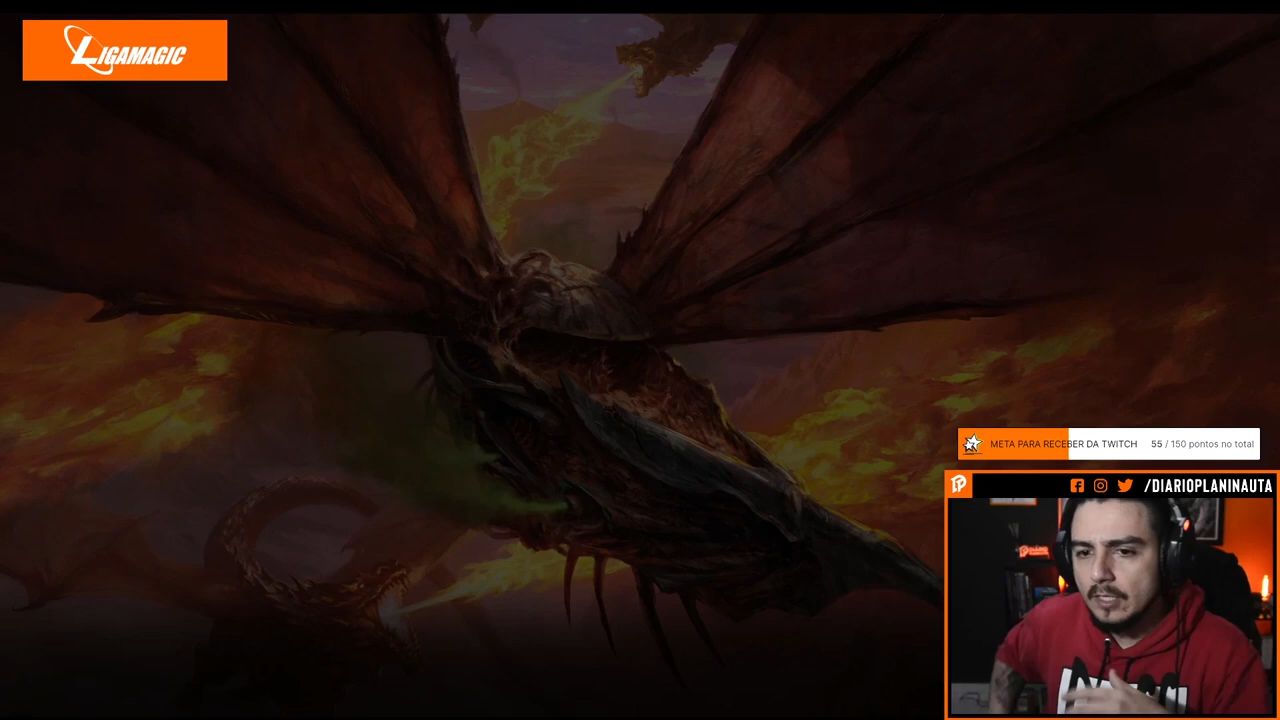 LIGAMAGIC
META PARA RECEBER DA TWITCH 55 / 150 pontos no total
/DIARIOPLANINAUTA